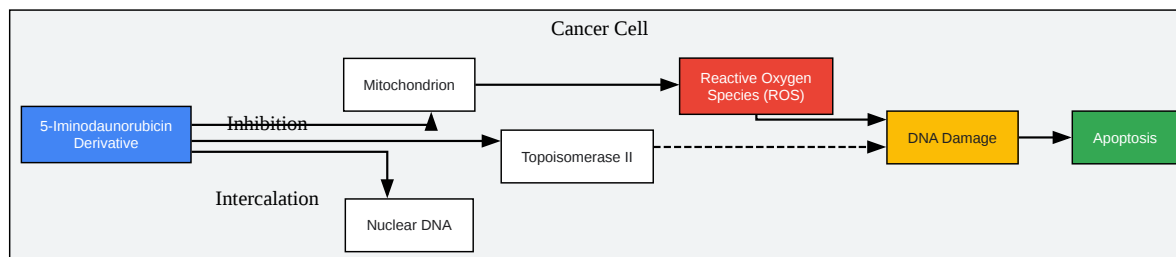 Cancer Cell
Mitochondrion
Reactive Oxygen
Species (ROS)
5-Iminodaunorubicin
Derivative
Inhibition
Topoisomerase II
DNA Damage
Apoptosis
Intercalation
Nuclear DNA